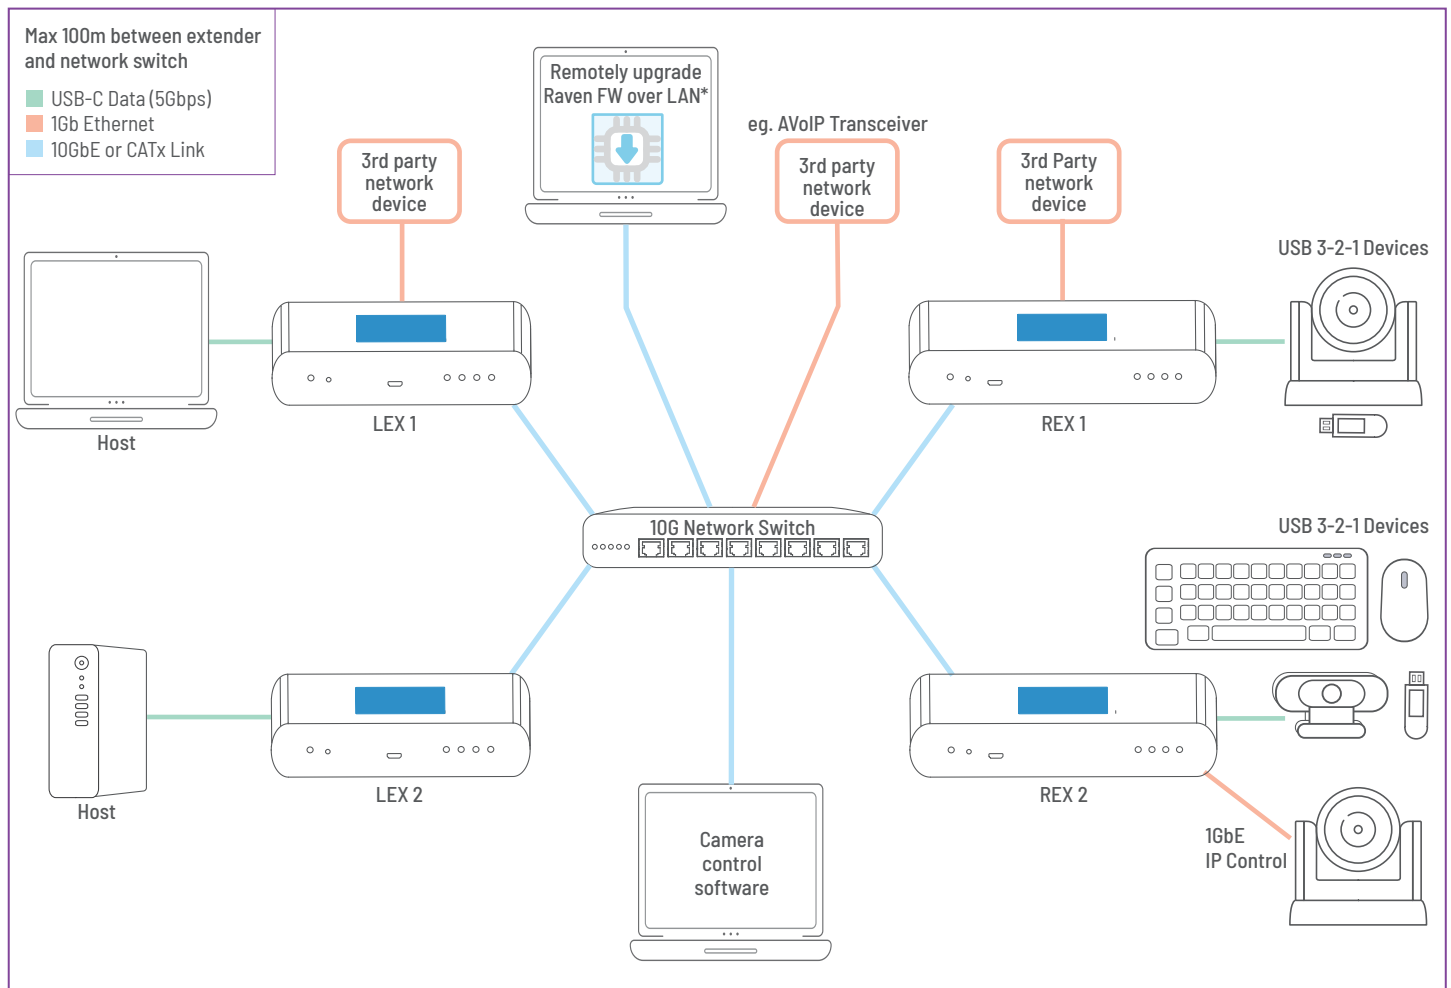 Max 100m between extender
and network switch
USB-C Data (5Gbps)
1Gb Ethernet
10GbE or CATx Link
Remotely upgrade
Raven FW over LAN*
eg. AVoIP Transceiver
3rd party
network
device
3rd party
network
device
3rd Party
network
device
USB 3-2-1 Devices
Host
LEX 1
REX 1
10G Network Switch
USB 3-2-1 Devices
Host
LEX 2
REX 2
Camera
control
software
1GbE
IP Control